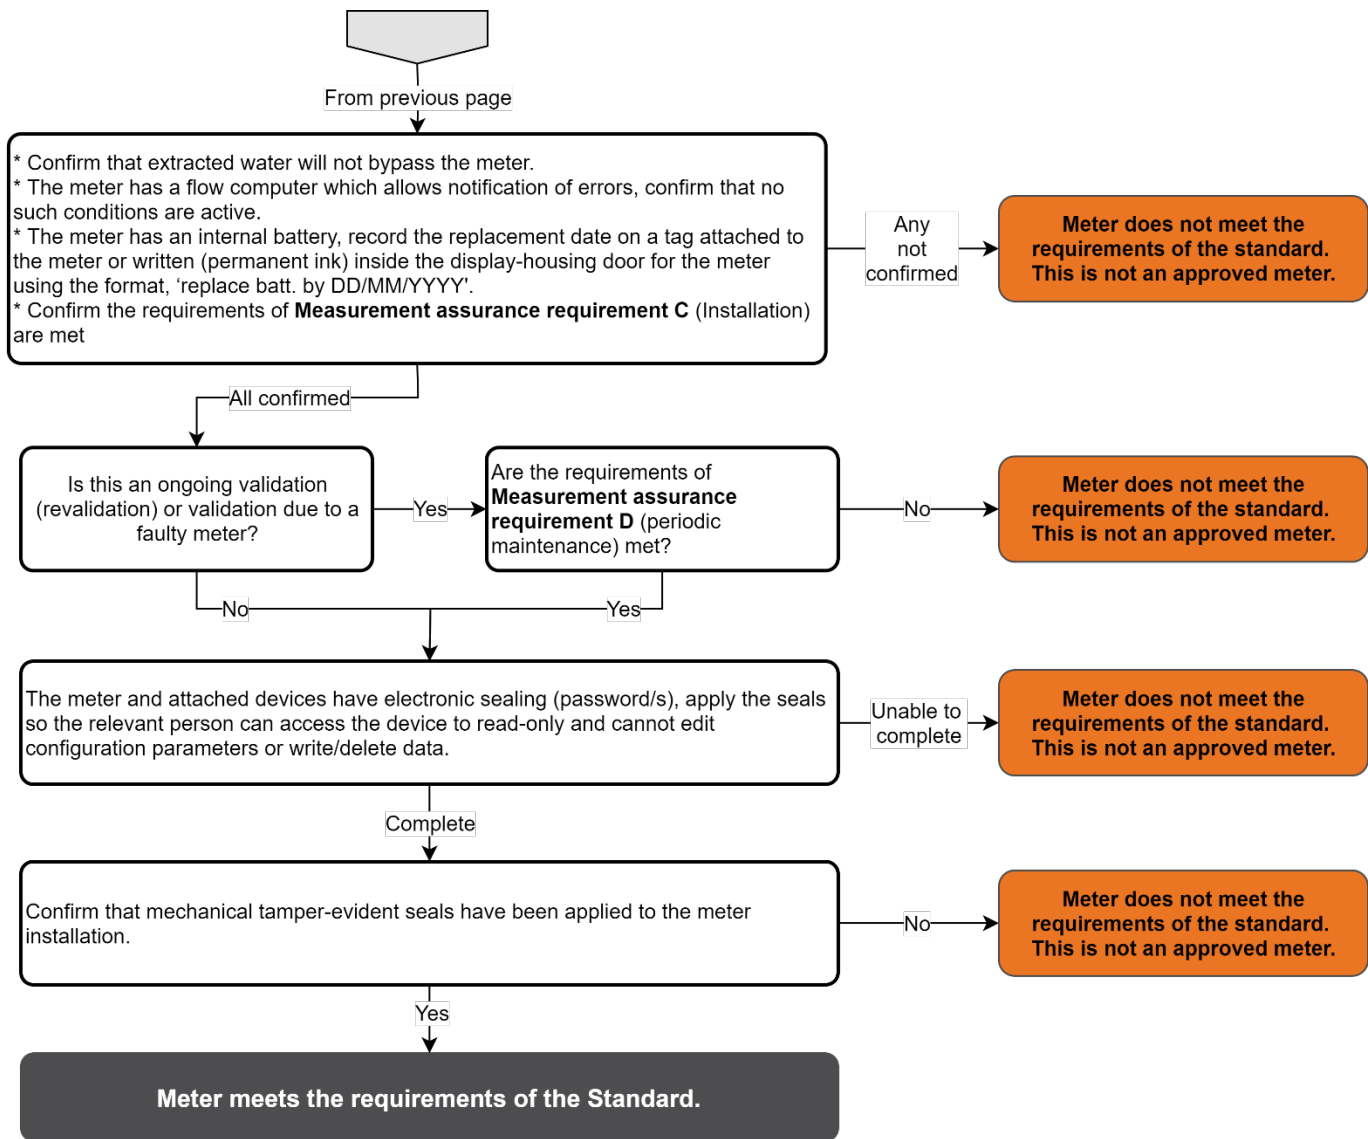 From previous page
* Confirm that extracted water will not bypass the meter.
* The meter has a flow computer which allows notification of errors, confirm that no
such conditions are active.
* The meter has an internal battery, record the replacement date on a tag attached to
the meter or written (permanent ink) inside the display-housing door for the meter
using the format, ‘replace batt. by DD/MM/YYYY'.
* Confirm the requirements of Measurement assurance requirement C (Installation)
are met
Any
not
confirmed
Meter does not meet the
requirements of the standard.
This is not an approved meter.
All confirmed
Is this an ongoing validation
(revalidation) or validation due to a
faulty meter?
Yes
Are the requirements of
Measurement assurance
requirement D (periodic
maintenance) met?
No
Meter does not meet the
requirements of the standard.
This is not an approved meter.
No
Yes
The meter and attached devices have electronic sealing (password/s), apply the seals
so the relevant person can access the device to read-only and cannot edit
configuration parameters or write/delete data.
Unable to
complete
Meter does not meet the
requirements of the standard.
This is not an approved meter.
Complete
Confirm that mechanical tamper-evident seals have been applied to the meter
installation.
No
Meter does not meet the
requirements of the standard.
This is not an approved meter.
Yes
Meter meets the requirements of the Standard.